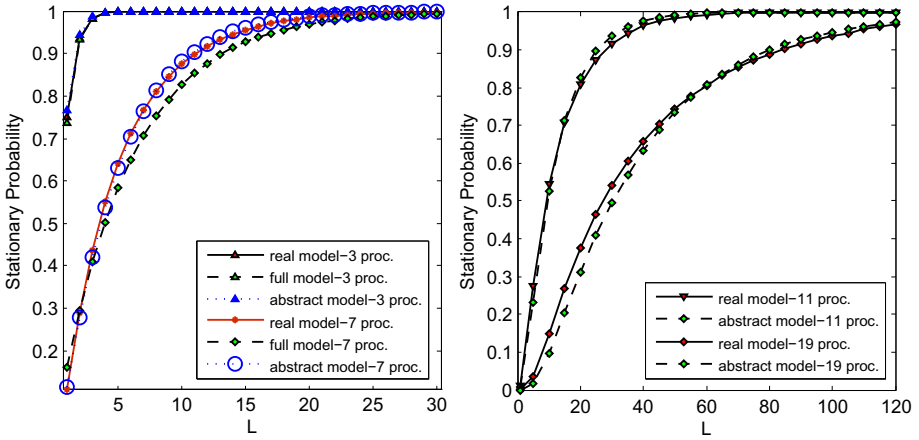 1
0.9
0.8
0.7
0.6
0.5
0.4
0.3
0.2
Stationary Probability
5
10
15
20
25
30
L
real model-3 proc.
full model-3 proc.
abstract model-3 proc.
real model-7 proc.
full model-7 proc.
abstract model-7 proc.
1
0.9
0.8
0.7
0.6
0.5
0.4
0.3
0.2
0.1
0
Stationary Probability
0
20
40
60
80
100
120
L
real model-11 proc.
abstract model-11 proc.
real model-19 proc.
abstract model-19 proc.